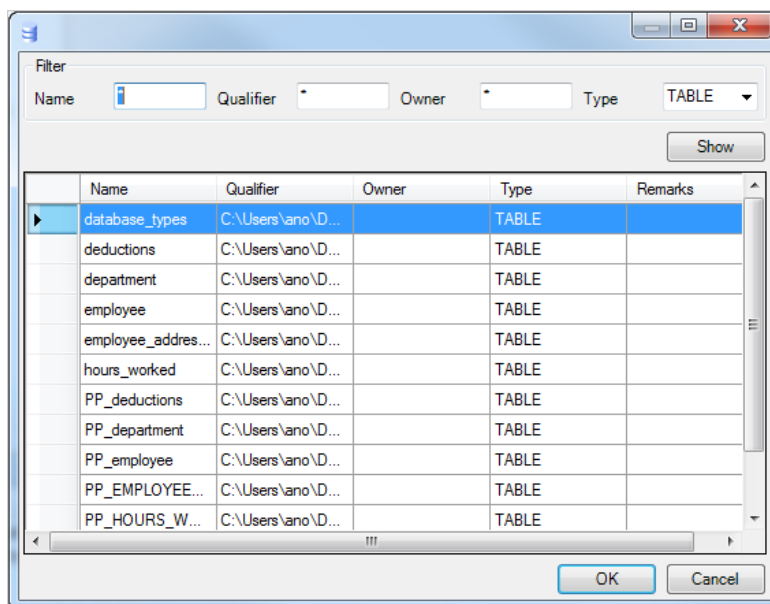 Filter
Name * Qualifier * Owner * Type TABLE
Show
Name Qualifier Owner Type Remarks
database_types C:\Users\ano\D... TABLE
deductions C:\Users\ano\D... TABLE
department C:\Users\ano\D... TABLE
employee C:\Users\ano\D... TABLE
employee_addres... C:\Users\ano\D... TABLE
hours_worked C:\Users\ano\D... TABLE
PP_deductions C:\Users\ano\D... TABLE
PP_department C:\Users\ano\D... TABLE
PP_employee C:\Users\ano\D... TABLE
PP_EMPLOYEE... C:\Users\ano\D... TABLE
PP_HOURS_W... C:\Users\ano\D... TABLE
OK Cancel